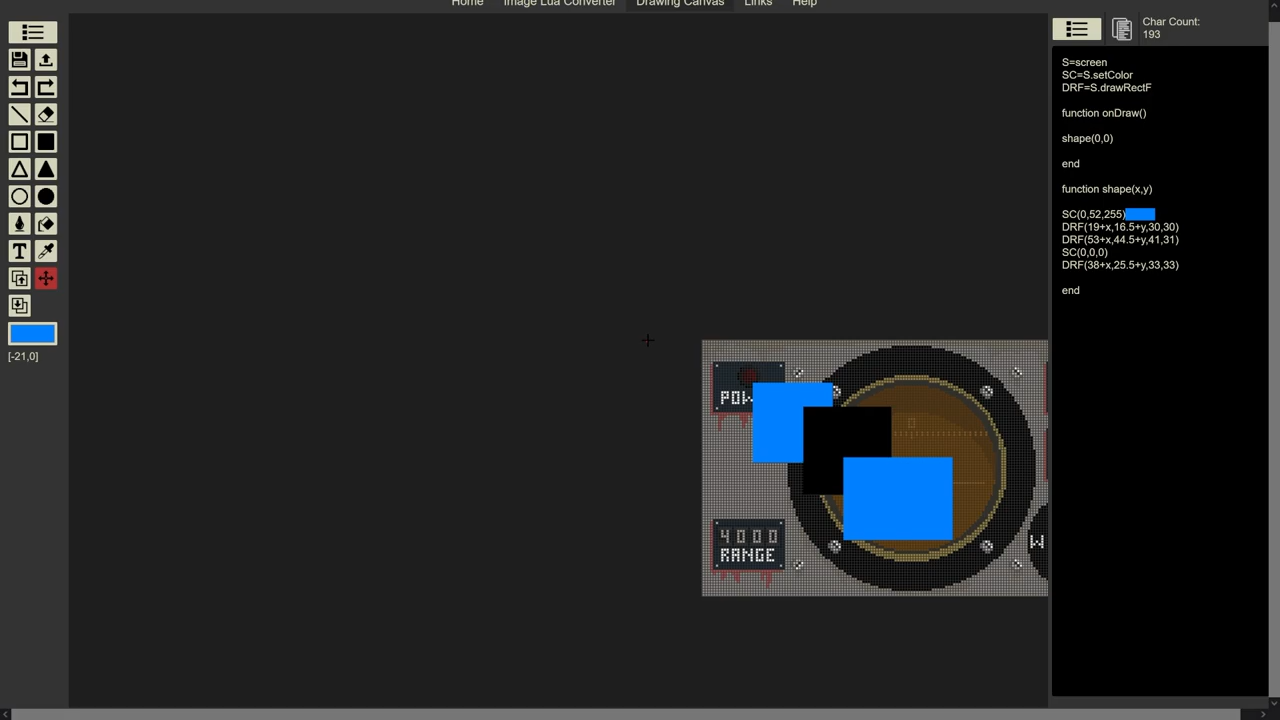 Home
Image Lua Converter
Drawing Canvas
Links
Help
Char Count:
193
S=screen
SC=S.setColor
DRF=S.drawRectF
function onDraw()
shape(0,0)
end
function shape(x,y)
SC(0,52,255)
DRF(19+x,16.5+y,30,30)
DRF(53+x,44.5+y,41,31)
SC(0,0,0)
DRF(38+x,25.5+y,33,33)
end
T
[-21,0]
4000
RANGE
W